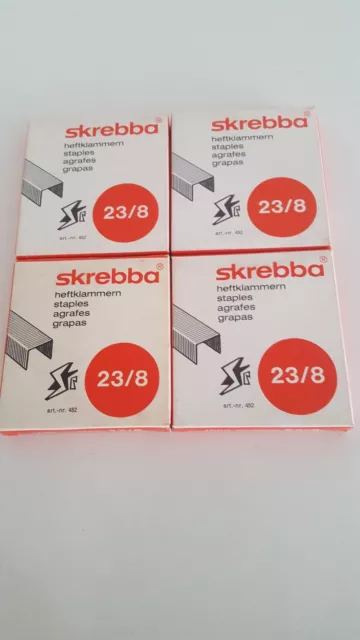 skrebba®
heftklammern
staples
agrafes
grapas
23/8
art.-nr. 482
skrebba®
heftklammern
staples
agrafes
grapas
23/8
art.-nr. 482
skrebba®
heftklammern
staples
agrafes
grapas
23/8
art.-nr. 482
skrebba®
heftklammern
staples
agrafes
grapas
23/8
art.-nr. 482